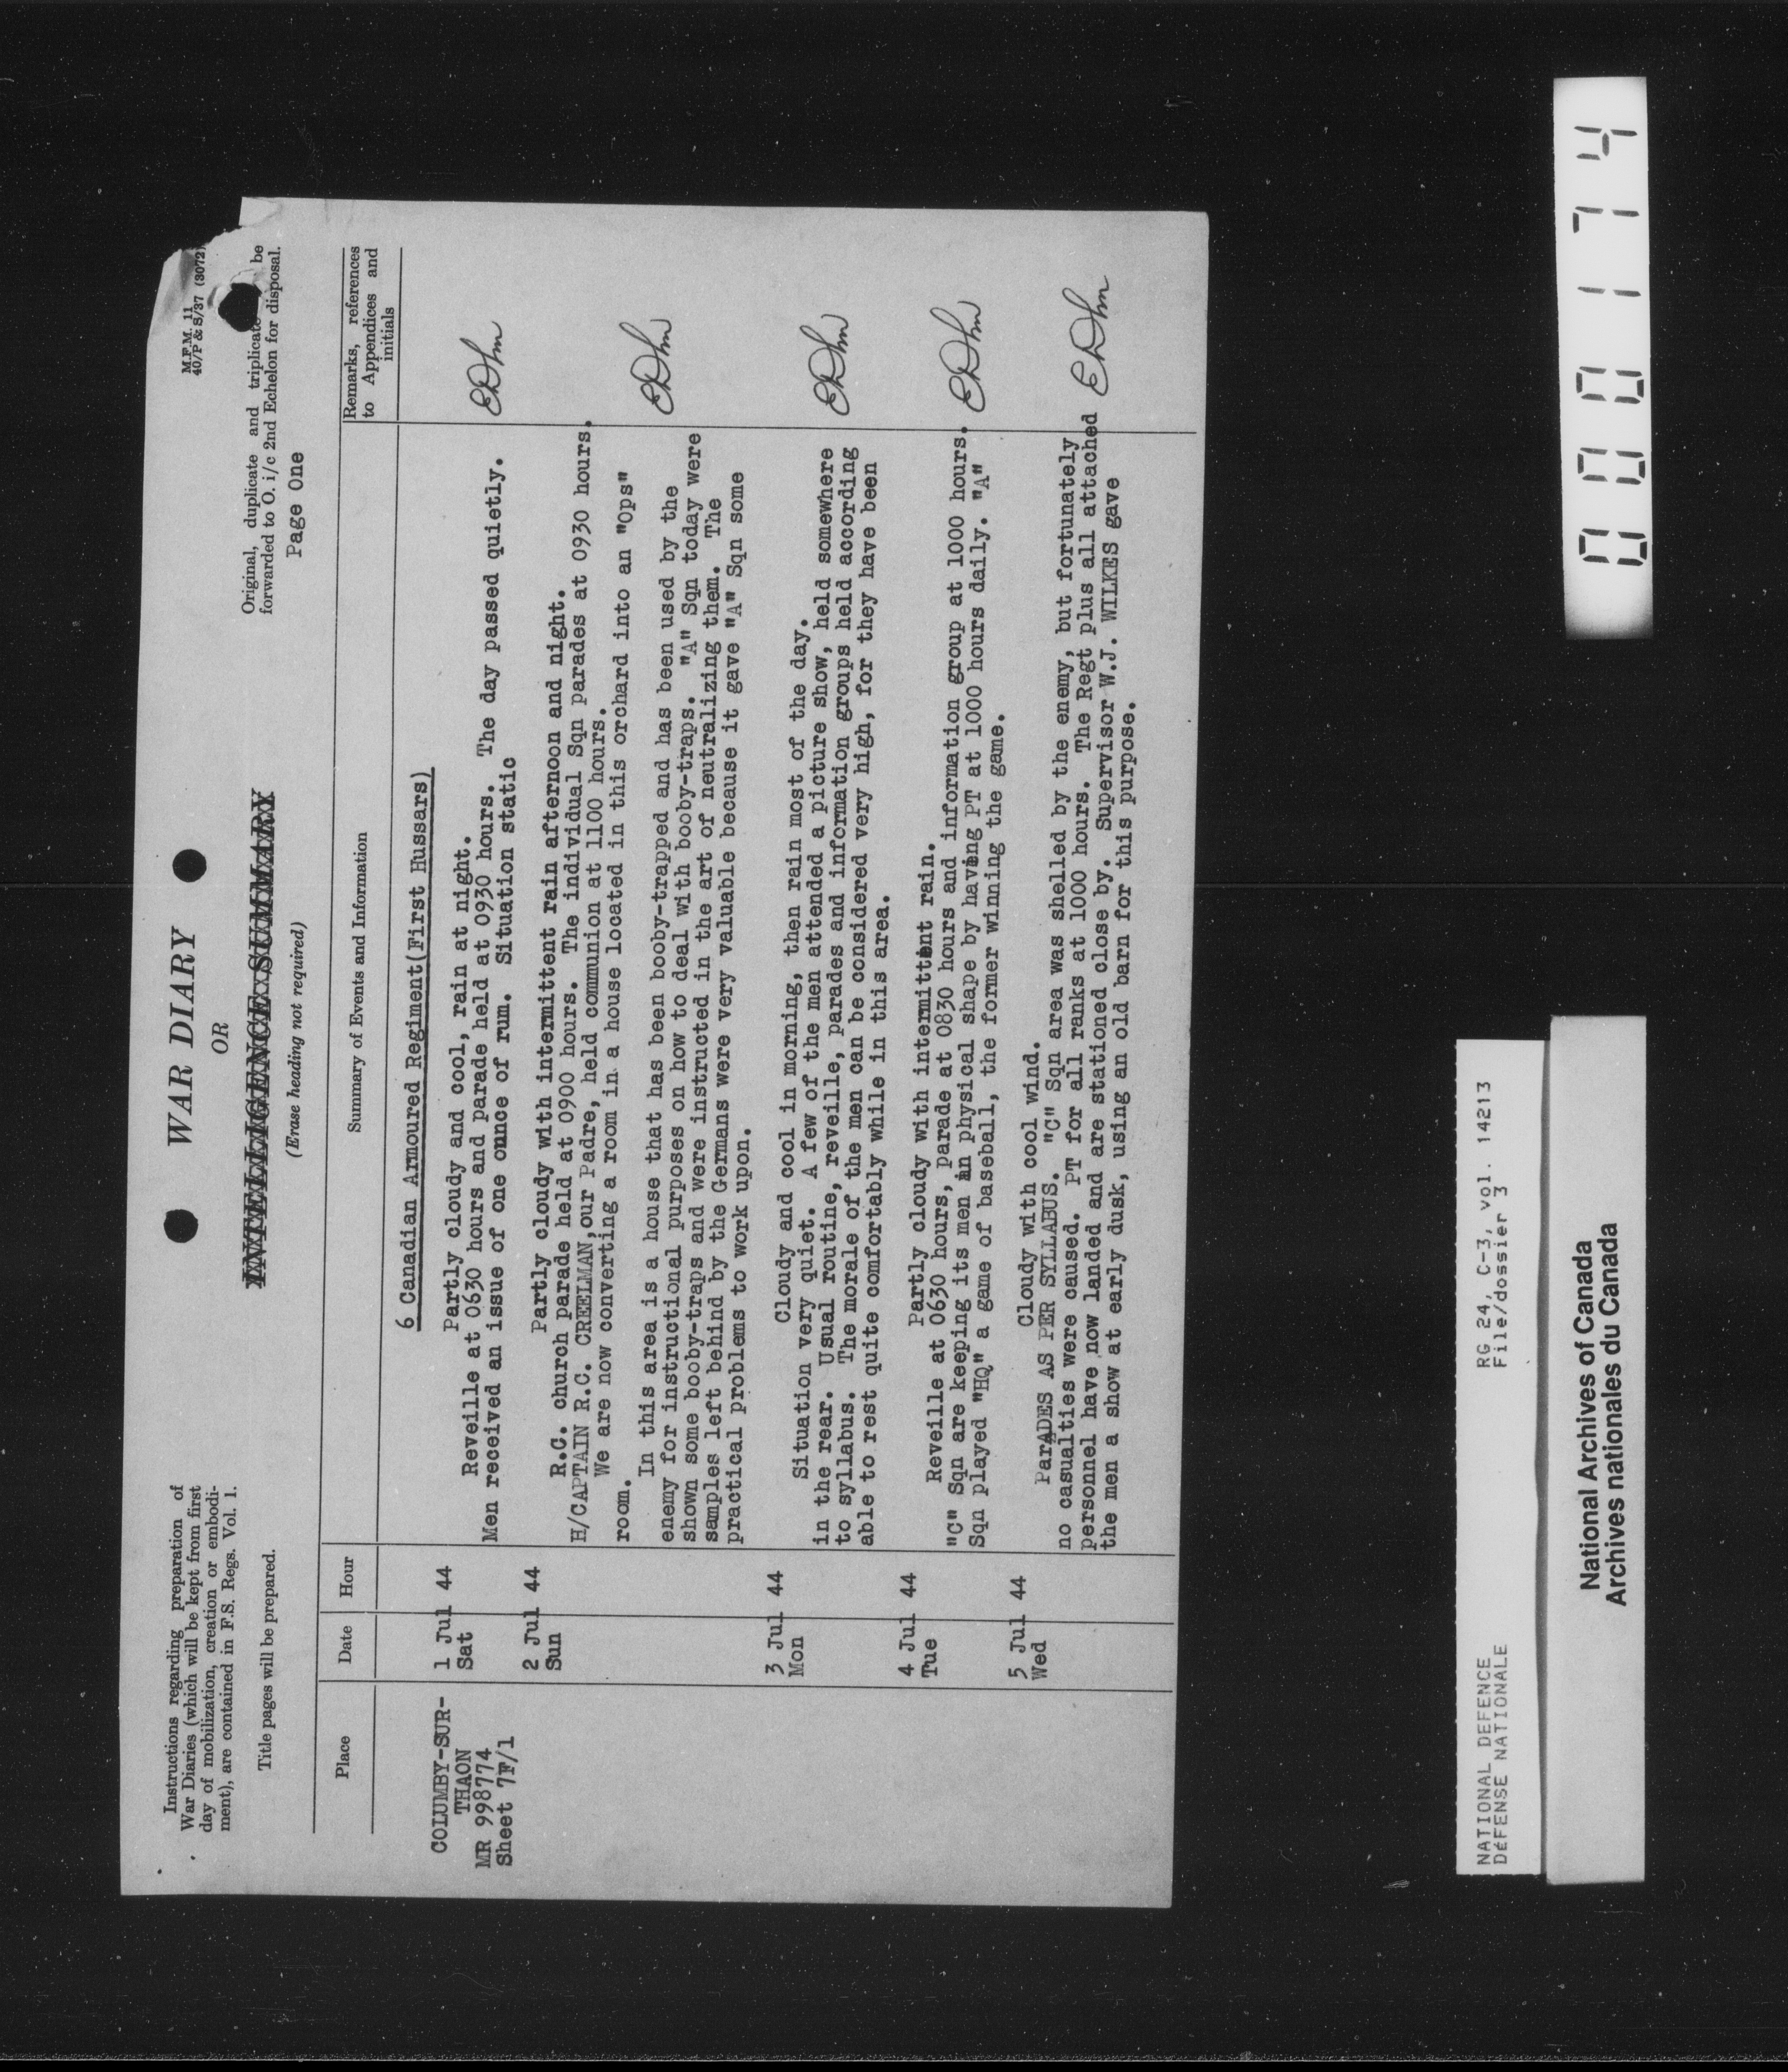 Instructions regarding preparation of
War Diaries (which will be kept from first
day of mobilization, creation or embodi-
ment), are contained in F.S. Regs. Vol. 1.
Title pages will be prepared.
WAR DIARY
OR
INTELLIGENCE SUMMARY
(Erase heading not required)
M.F.M. 11
40/P & S/37 (3072)
Original, duplicate and triplicate be
forwarded to O. i/c 2nd Echelon for disposal.
Page One
Place Date Hour Summary of Events and Information Remarks, references
to Appendices and
initials
6 Canadian Armoured Regiment(First Hussars)
COLUMBY-SUR-
THAON
MR 998774
Sheet 7F/1
1 Jul 44
Sat
Partly cloudy and cool, rain at night.
Reveille at 0630 hours and parade held at 0930 hours. The day passed quietly.
Men received an issue of one ounce of rum. Situation static
2 Jul 44
Sun
Partly cloudy with intermittent rain afternoon and night.
R.C. church parade held at 0900 hours. The individual Sqn parades at 0930 hours.
H/CAPTAIN R.C. CREELMAN,our Padre, held communion at 1100 hours.
We are now converting a room in a house located in this orchard into an "Ops"
room.
In this area is a house that has been booby-trapped and has been used by the
enemy for instructional purposes on how to deal with booby-traps. "A" Sqn today were
shown some booby-traps and were instructed in the art of neutralizing them. The
samples left behind by the Germans were very valuable because it gave "A" Sqn some
practical problems to work upon.
3 Jul 44
Mon
Cloudy and cool in morning, then rain most of the day.
Situation very quiet. A few of the men attended a picture show, held somewhere
in the rear. Usual routine, reveille, parades and information groups held according
to syllabus. The morale of the men can be considered very high, for they have been
able to rest quite comfortably while in this area.
4 Jul 44
Tue
Partly cloudy with intermittent rain.
Reveille at 0630 hours, parade at 0830 hours and information group at 1000 hours.
"C" Sqn are keeping its men in physical shape by having PT at 1000 hours daily. "A"
Sqn played "HQ" a game of baseball, the former winning the game.
5 Jul 44
Wed
Cloudy with cool wind.
ParADES AS PER SYLLABUS. "C" Sqn area was shelled by the enemy, but fortunately
no casualties were caused. PT for all ranks at 1000 hours. The Regt plus all attached
personnel have now landed and are stationed close by. Supervisor W.J. WILKES gave
the men a show at early dusk, using an old barn for this purpose.
NATIONAL DEFENCE RG 24, C-3, vol. 14213
DÉFENSE NATIONALE File/dossier 3
National Archives of Canada
Archives nationales du Canada
000174